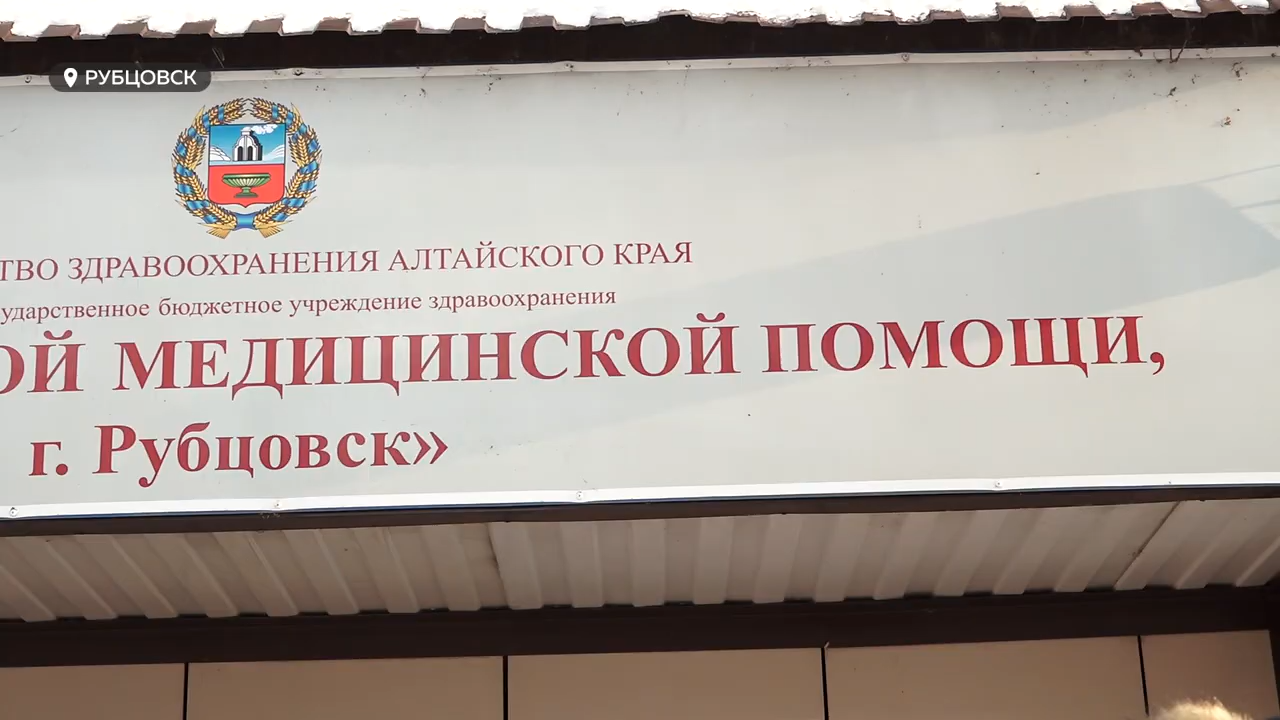 РУБЦОВСК
ТВО ЗДРАВООХРАНЕНИЯ АЛТАЙСКОГО КРАЯ
ударственное бюджетное учреждение здравоохранения
ОЙ МЕДИЦИНСКОЙ ПОМОЩИ,
г. Рубцовск»